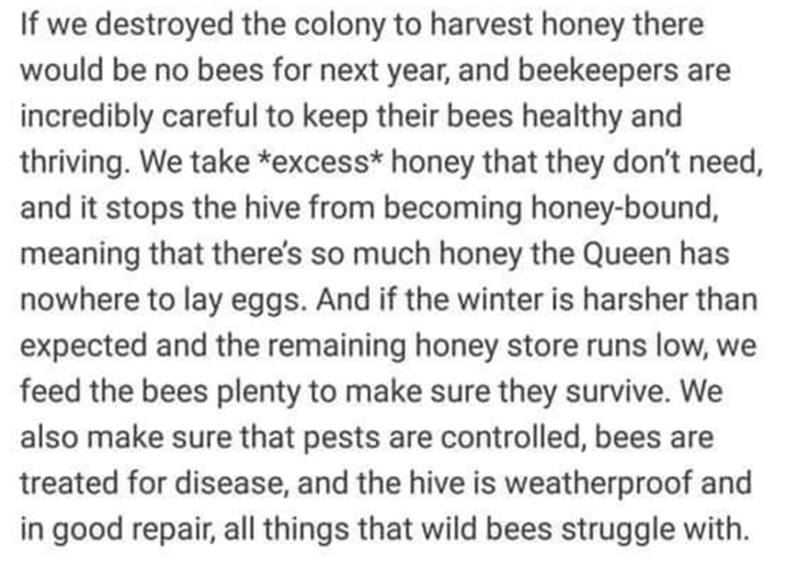 If we destroyed the colony to harvest honey there
would be no bees for next year, and beekeepers are
incredibly careful to keep their bees healthy and
thriving. We take *excess* honey that they don't need,
and it stops the hive from becoming honey-bound,
meaning that there's so much honey the Queen has
nowhere to lay eggs. And if the winter is harsher than
expected and the remaining honey store runs low, we
feed the bees plenty to make sure they survive. We
also make sure that pests are controlled, bees are
treated for disease, and the hive is weatherproof and
in good repair, all things that wild bees struggle with.